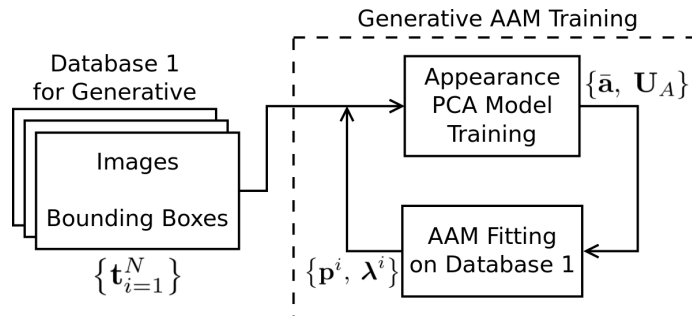 Generative AAM Training
Database 1
for Generative
Images
Bounding Boxes
{t_{i=1}^N}
Appearance
PCA Model
Training
{ā, U_A}
AAM Fitting
on Database 1
{p^i, λ^i}